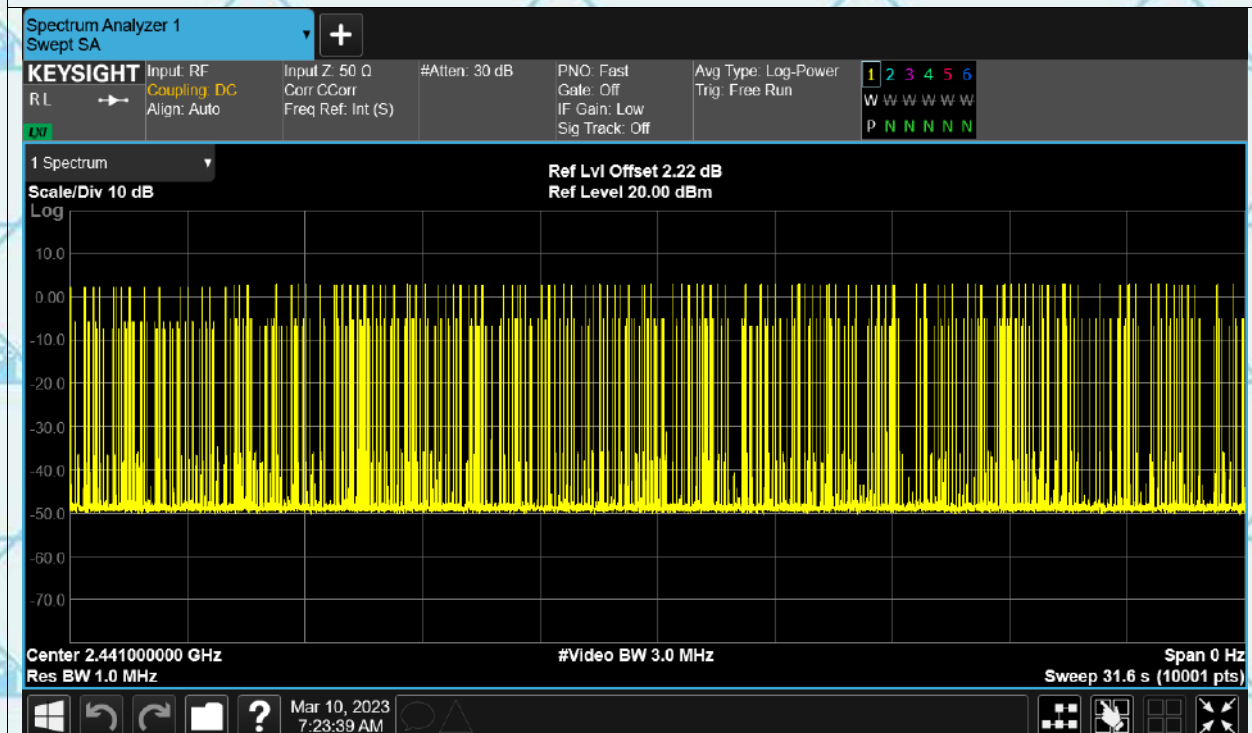 Spectrum Analyzer 1
Swept SA
+
KEYSIGHT
RL
LXI
Input: RF
Coupling: DC
Align: Auto
Input Z: 50 Ω
Corr CCorr
Freq Ref: Int (S)
#Atten: 30 dB
PNO: Fast
Gate: Off
IF Gain: Low
Sig Track: Off
Avg Type: Log-Power
Trig: Free Run
1 2 3 4 5 6
W W W W W W
P N N N N N
1 Spectrum
Scale/Div 10 dB
Ref Lvl Offset 2.22 dB
Ref Level 20.00 dBm
Log
10.0
0.00
-10.0
-20.0
-30.0
-40.0
-50.0
-60.0
-70.0
Center 2.441000000 GHz
Res BW 1.0 MHz
#Video BW 3.0 MHz
Span 0 Hz
Sweep 31.6 s (10001 pts)
?
Mar 10, 2023
7:23:39 AM